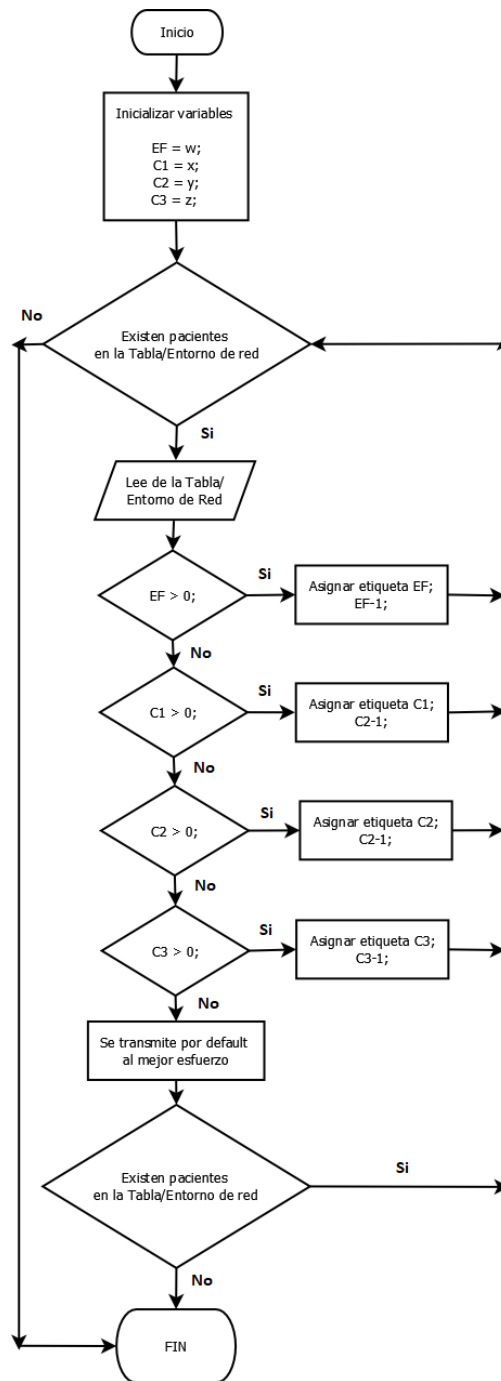 Inicio
Inicializar variables
EF = w;
C1 = x;
C2 = y;
C3 = z;
No
Existen pacientes
en la Tabla/Entorno de red
Si
Lee de la Tabla/
Entorno de Red
EF > 0;
Si
Asignar etiqueta EF;
EF-1;
No
C1 > 0;
Si
Asignar etiqueta C1;
C2-1;
No
C2 > 0;
Si
Asignar etiqueta C2;
C2-1;
No
C3 > 0;
Si
Asignar etiqueta C3;
C3-1;
No
Se transmite por default
al mejor esfuerzo
Existen pacientes
en la Tabla/Entorno de red
Si
No
FIN